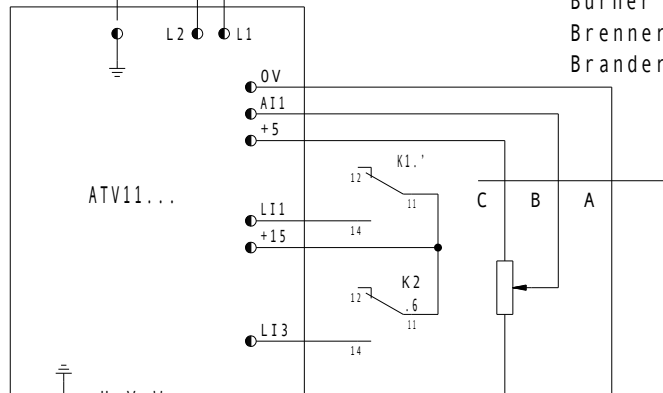 Burner
Brenner
Brander
L2 L1
0V
AI1
+5
K1.'
12
11
C B A
ATV11...
LI1
14
+15
K2
.6
12
11
LI3
14